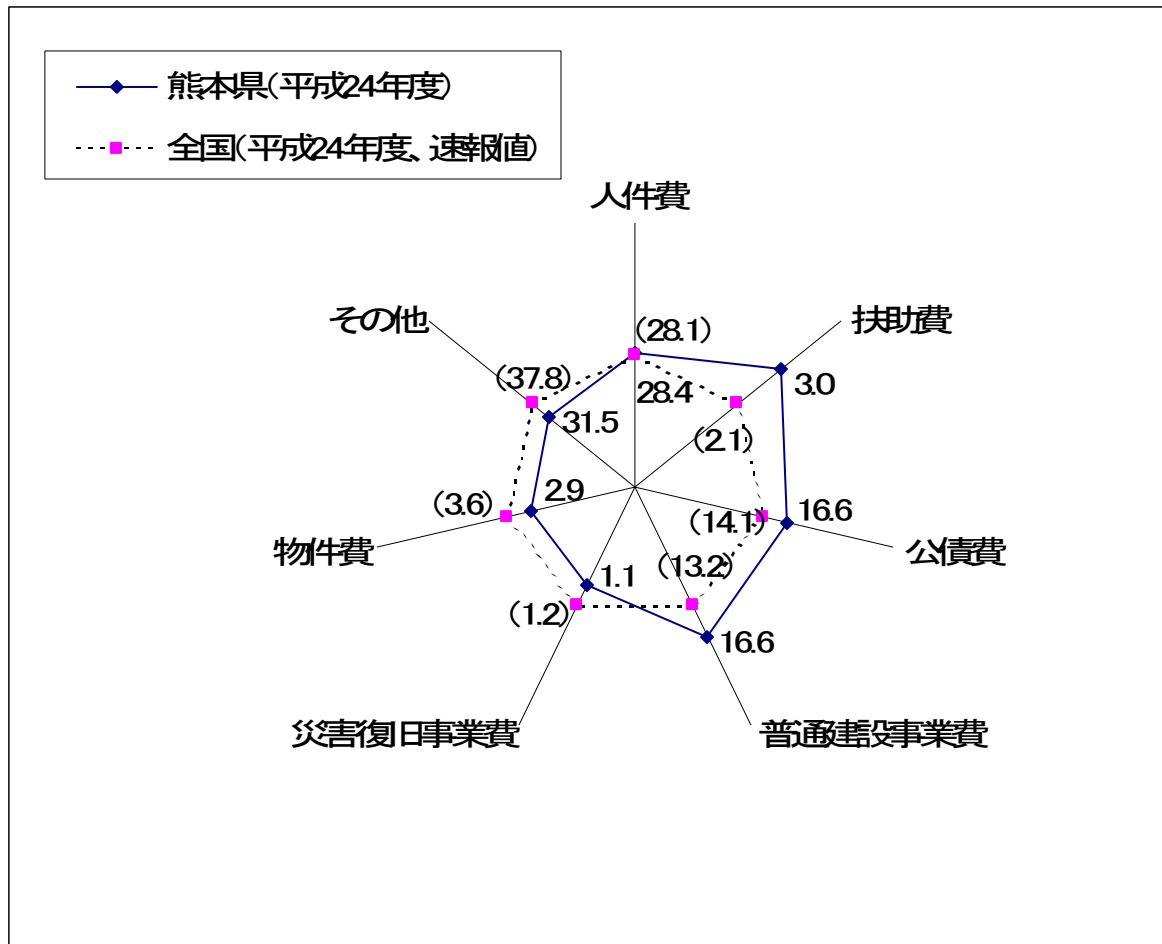 熊本県(平成24年度)
全国(平成24年度、速報値)
人件費
その他
扶助費
(28.1)
(37.8)
3.0
28.4
31.5
(2.1)
2.9
(3.6)
16.6
(14.1)
物件費
公債費
(13.2)
1.1
(1.2)
16.6
災害復旧事業費
普通建設事業費